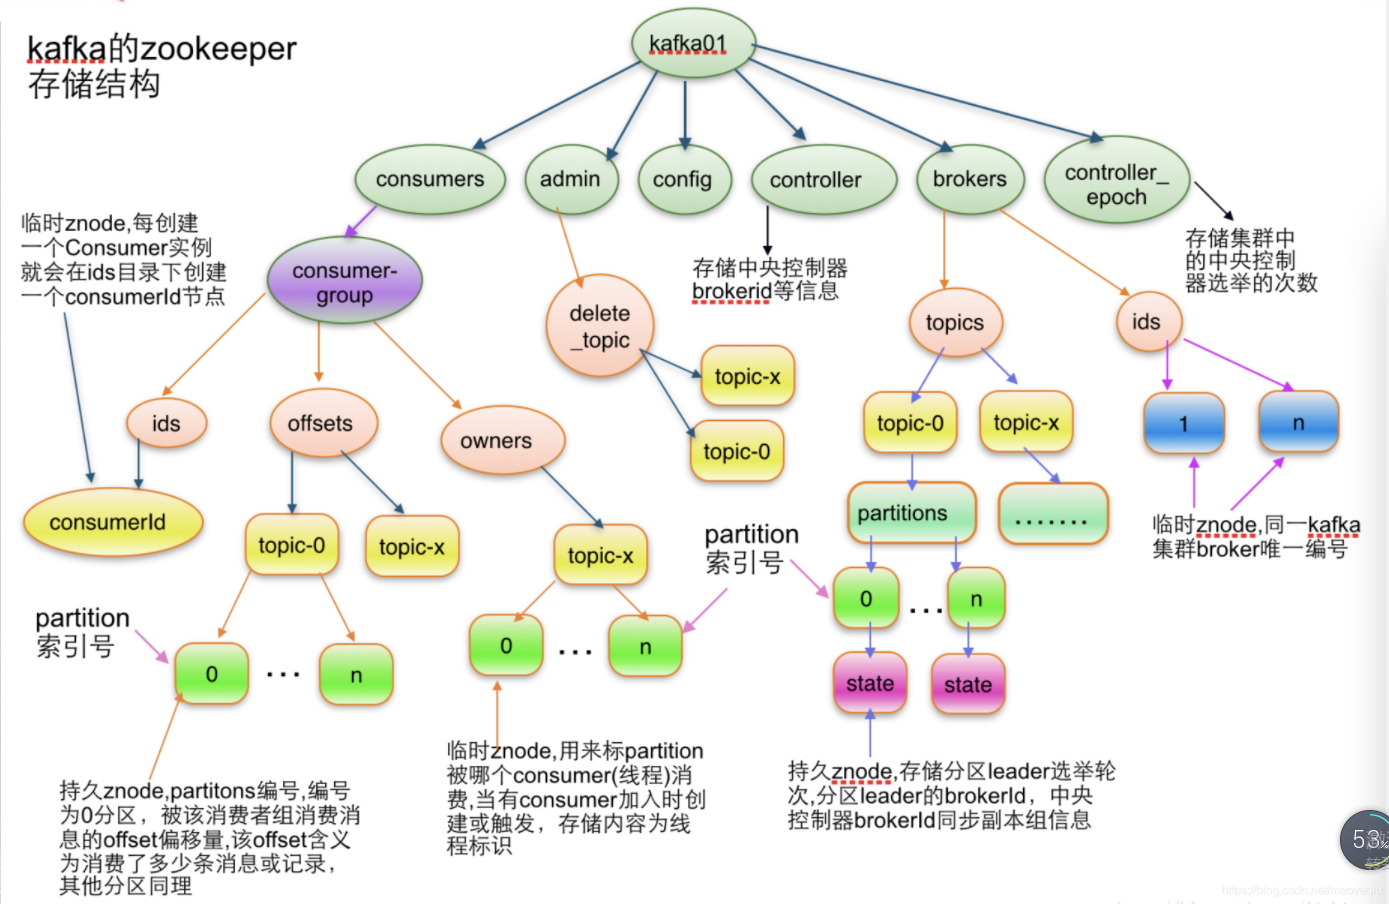 kafka的zookeeper
存储结构
kafka01
consumers
admin
config
controller
brokers
controller_
epoch
临时znode,每创建
一个Consumer实例
就会在ids目录下创建
一个consumerId节点
consumer-
group
存储中央控制器
brokerid等信息
存储集群中
的中央控制
器选举的次数
delete
_topic
topics
ids
topic-x
topic-0
ids
offsets
owners
topic-0
topic-x
1
n
consumerId
topic-0
topic-x
topic-x
partitions
.......
临时znode,同一kafka
集群broker唯一编号
partition
索引号
partition
索引号
0
...
n
0
...
n
0
...
n
state
state
持久znode,partitons编号,编号
为0分区，被该消费者组消费消
息的offset偏移量,该offset含义
为消费了多少条消息或记录，
其他分区同理
临时znode,用来标partition
被哪个consumer(线程)消
费,当有consumer加入时创
建或触发，存储内容为线
程标识
持久znode,存储分区leader选举轮
次,分区leader的brokerId，中央
控制器brokerId同步副本组信息
53%
https://blog.csdn.net/maoyeqiu